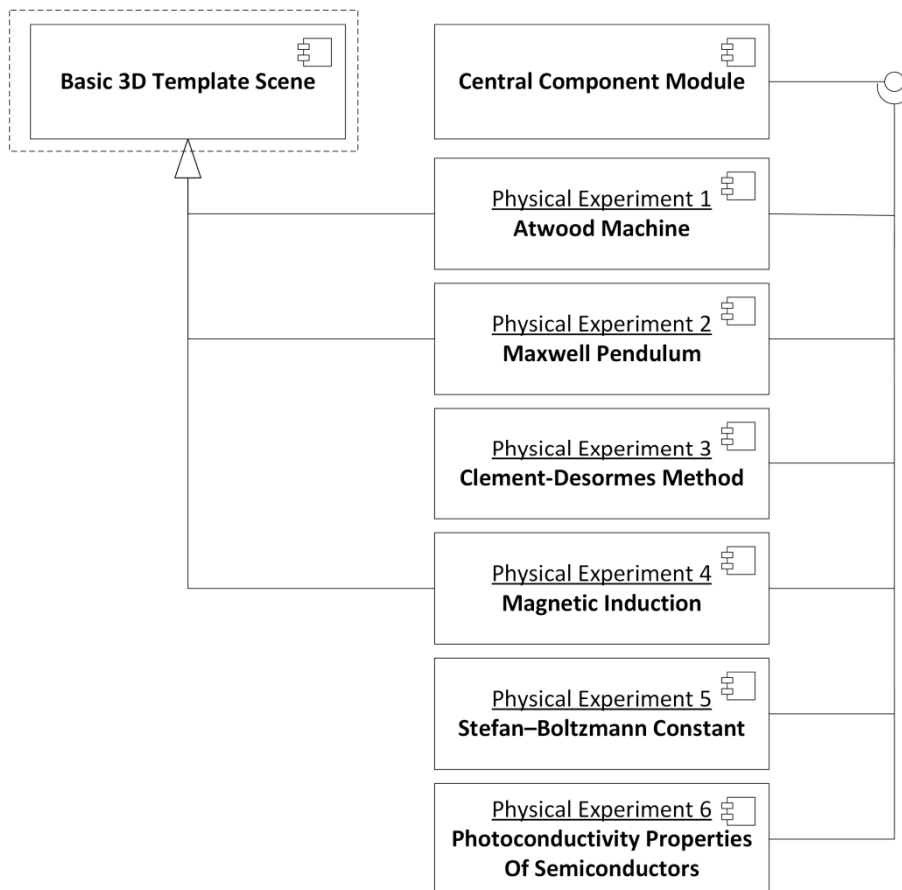 Basic 3D Template Scene
Central Component Module
Physical Experiment 1
Atwood Machine
Physical Experiment 2
Maxwell Pendulum
Physical Experiment 3
Clement-Desormes Method
Physical Experiment 4
Magnetic Induction
Physical Experiment 5
Stefan–Boltzmann Constant
Physical Experiment 6
Photoconductivity Properties
Of Semiconductors